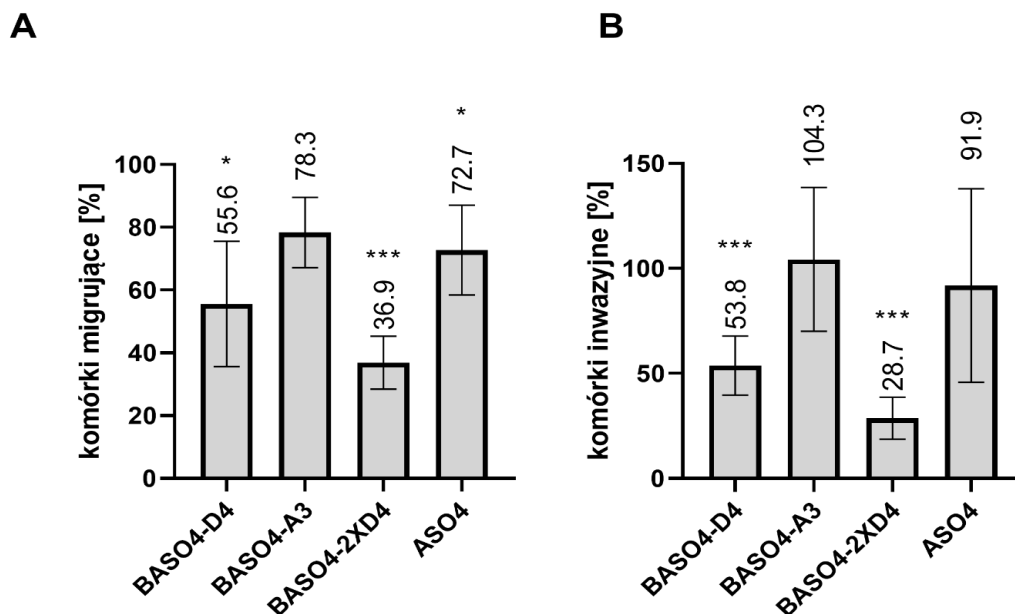 A
komórki migrujące [%]
100
80
60
40
20
0
*
55.6
78.3
***
36.9
*
72.7
BASO4-D4
BASO4-A3
BASO4-2XD4
ASO4
B
komórki inwazyjne [%]
150
100
50
0
***
53.8
104.3
***
28.7
91.9
BASO4-D4
BASO4-A3
BASO4-2XD4
ASO4